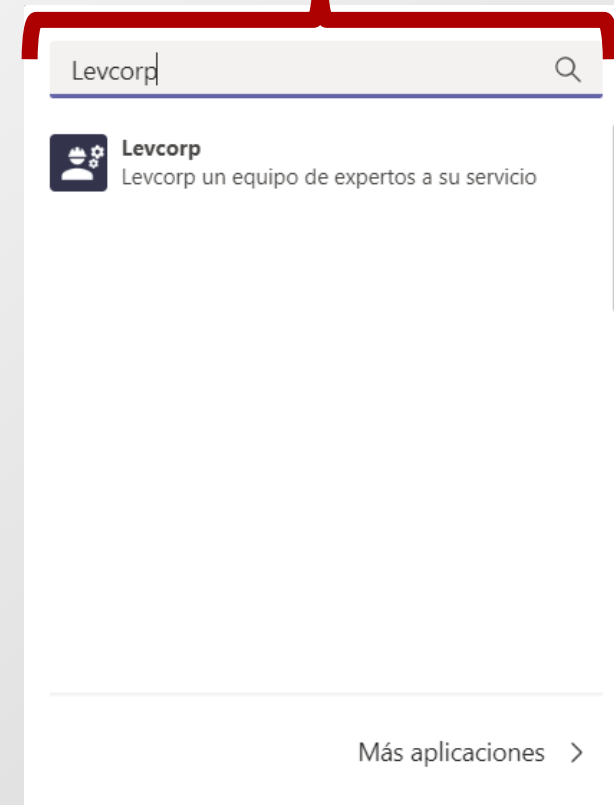 Levcorp
Levcorp
Levcorp un equipo de expertos a su servicio
Más aplicaciones